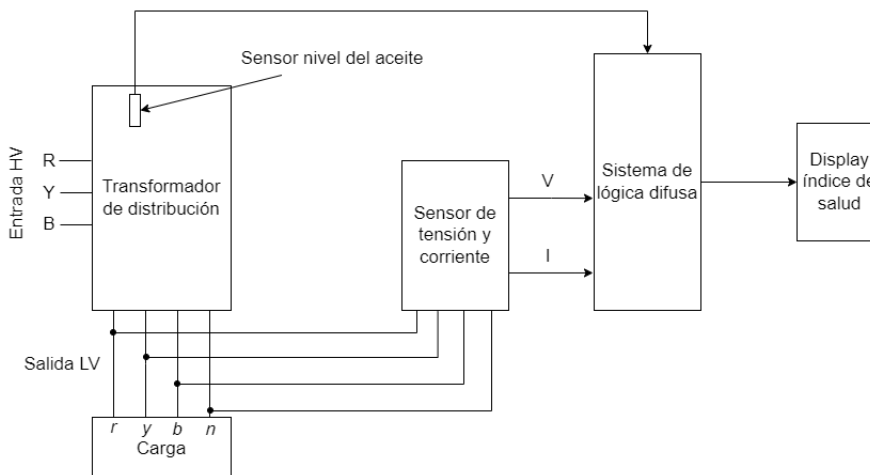 Sensor nivel del aceite
Entrada HV
R
Y
B
Transformador
de distribución
Sensor de
tensión y
corriente
V
I
Sistema de
lógica difusa
Display
índice de
salud
Salida LV
r y b n
Carga